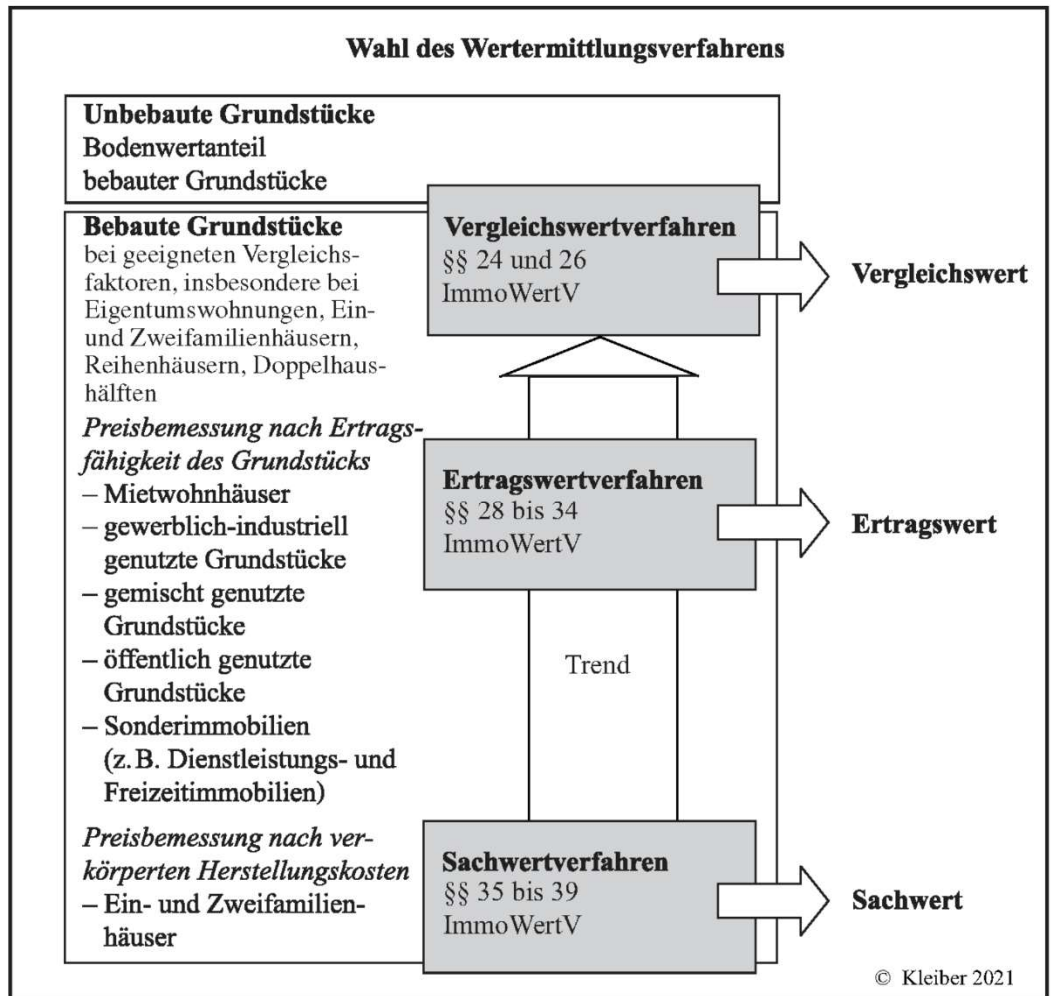 Wahl des Wertermittlungsverfahrens
Unbebaute Grundstücke
Bodenwertanteil
bebauter Grundstücke
Bebaute Grundstücke
bei geeigneten Vergleichs-
faktoren, insbesondere bei
Eigentumswohnungen, Ein-
und Zweifamilienhäusern,
Reihenhäusern, Doppelhaus-
hälften
Vergleichswertverfahren
§§ 24 und 26
ImmoWertV
Vergleichswert
Preisbemessung nach Ertrags-
fähigkeit des Grundstücks
– Mietwohnhäuser
– gewerblich-industriell
genutzte Grundstücke
– gemischt genutzte
Grundstücke
– öffentlich genutzte
Grundstücke
– Sonderimmobilien
(z. B. Dienstleistungs- und
Freizeitimmobilien)
Ertragswertverfahren
§§ 28 bis 34
ImmoWertV
Ertragswert
Trend
Preisbemessung nach ver-
körperten Herstellungskosten
– Ein- und Zweifamilien-
häuser
Sachwertverfahren
§§ 35 bis 39
ImmoWertV
Sachwert
© Kleiber 2021